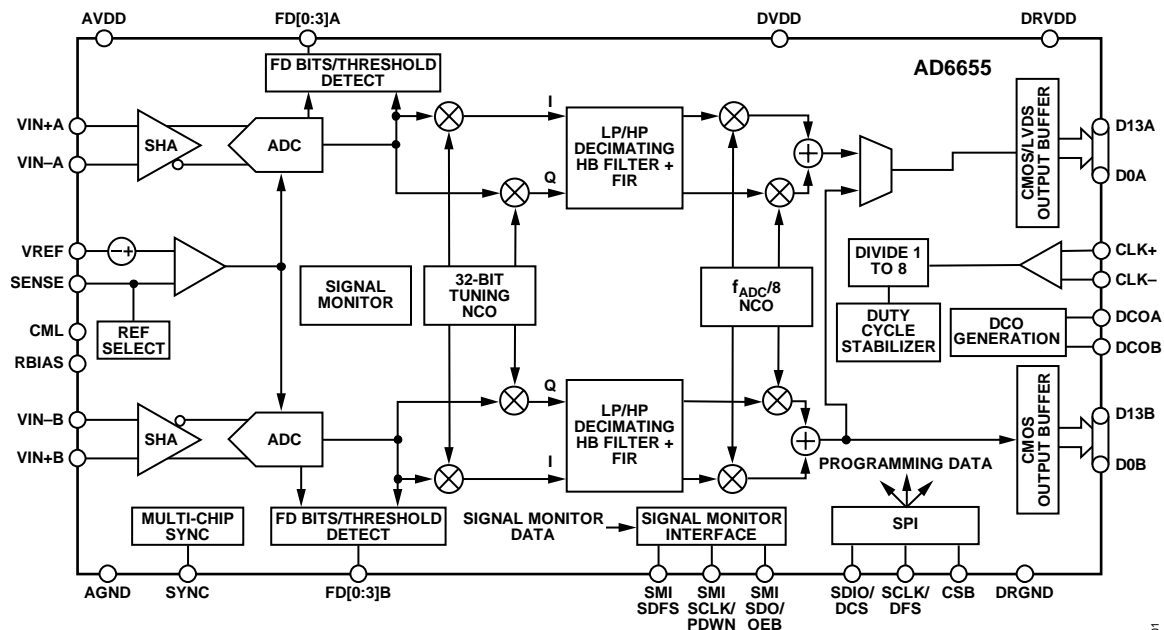 AVDD
FD[0:3]A
DVDD
DRVDD
FD BITS/THRESHOLD
DETECT
AD6655
VIN+A
VIN–A
SHA
ADC
I
Q
LP/HP
DECIMATING
HB FILTER +
FIR
CMOS/LVDS
OUTPUT BUFFER
D13A
D0A
VREF
SENSE
REF
SELECT
SIGNAL
MONITOR
32-BIT
TUNING
NCO
fADC/8
NCO
DIVIDE 1
TO 8
DUTY
CYCLE
STABILIZER
CLK+
CLK–
DCO
GENERATION
DCOA
DCOB
CML
RBIAS
VIN–B
VIN+B
SHA
ADC
Q
I
LP/HP
DECIMATING
HB FILTER +
FIR
CMOS
OUTPUT BUFFER
D13B
D0B
PROGRAMMING DATA
MULTI-CHIP
SYNC
FD BITS/THRESHOLD
DETECT
SIGNAL MONITOR
DATA
SIGNAL MONITOR
INTERFACE
SPI
AGND
SYNC
FD[0:3]B
SMI
SDFS
SMI
SCLK/
PDWN
SMI
SDO/
OEB
SDIO/
DCS
SCLK/
DFS
CSB
DRGND